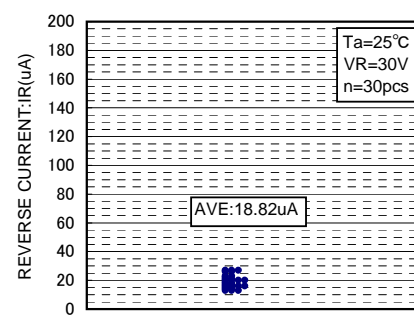 200
180
160
140
120
100
80
60
40
20
0
REVERSE CURRENT:IR(uA)
Ta=25℃
VR=30V
n=30pcs
AVE:18.82uA